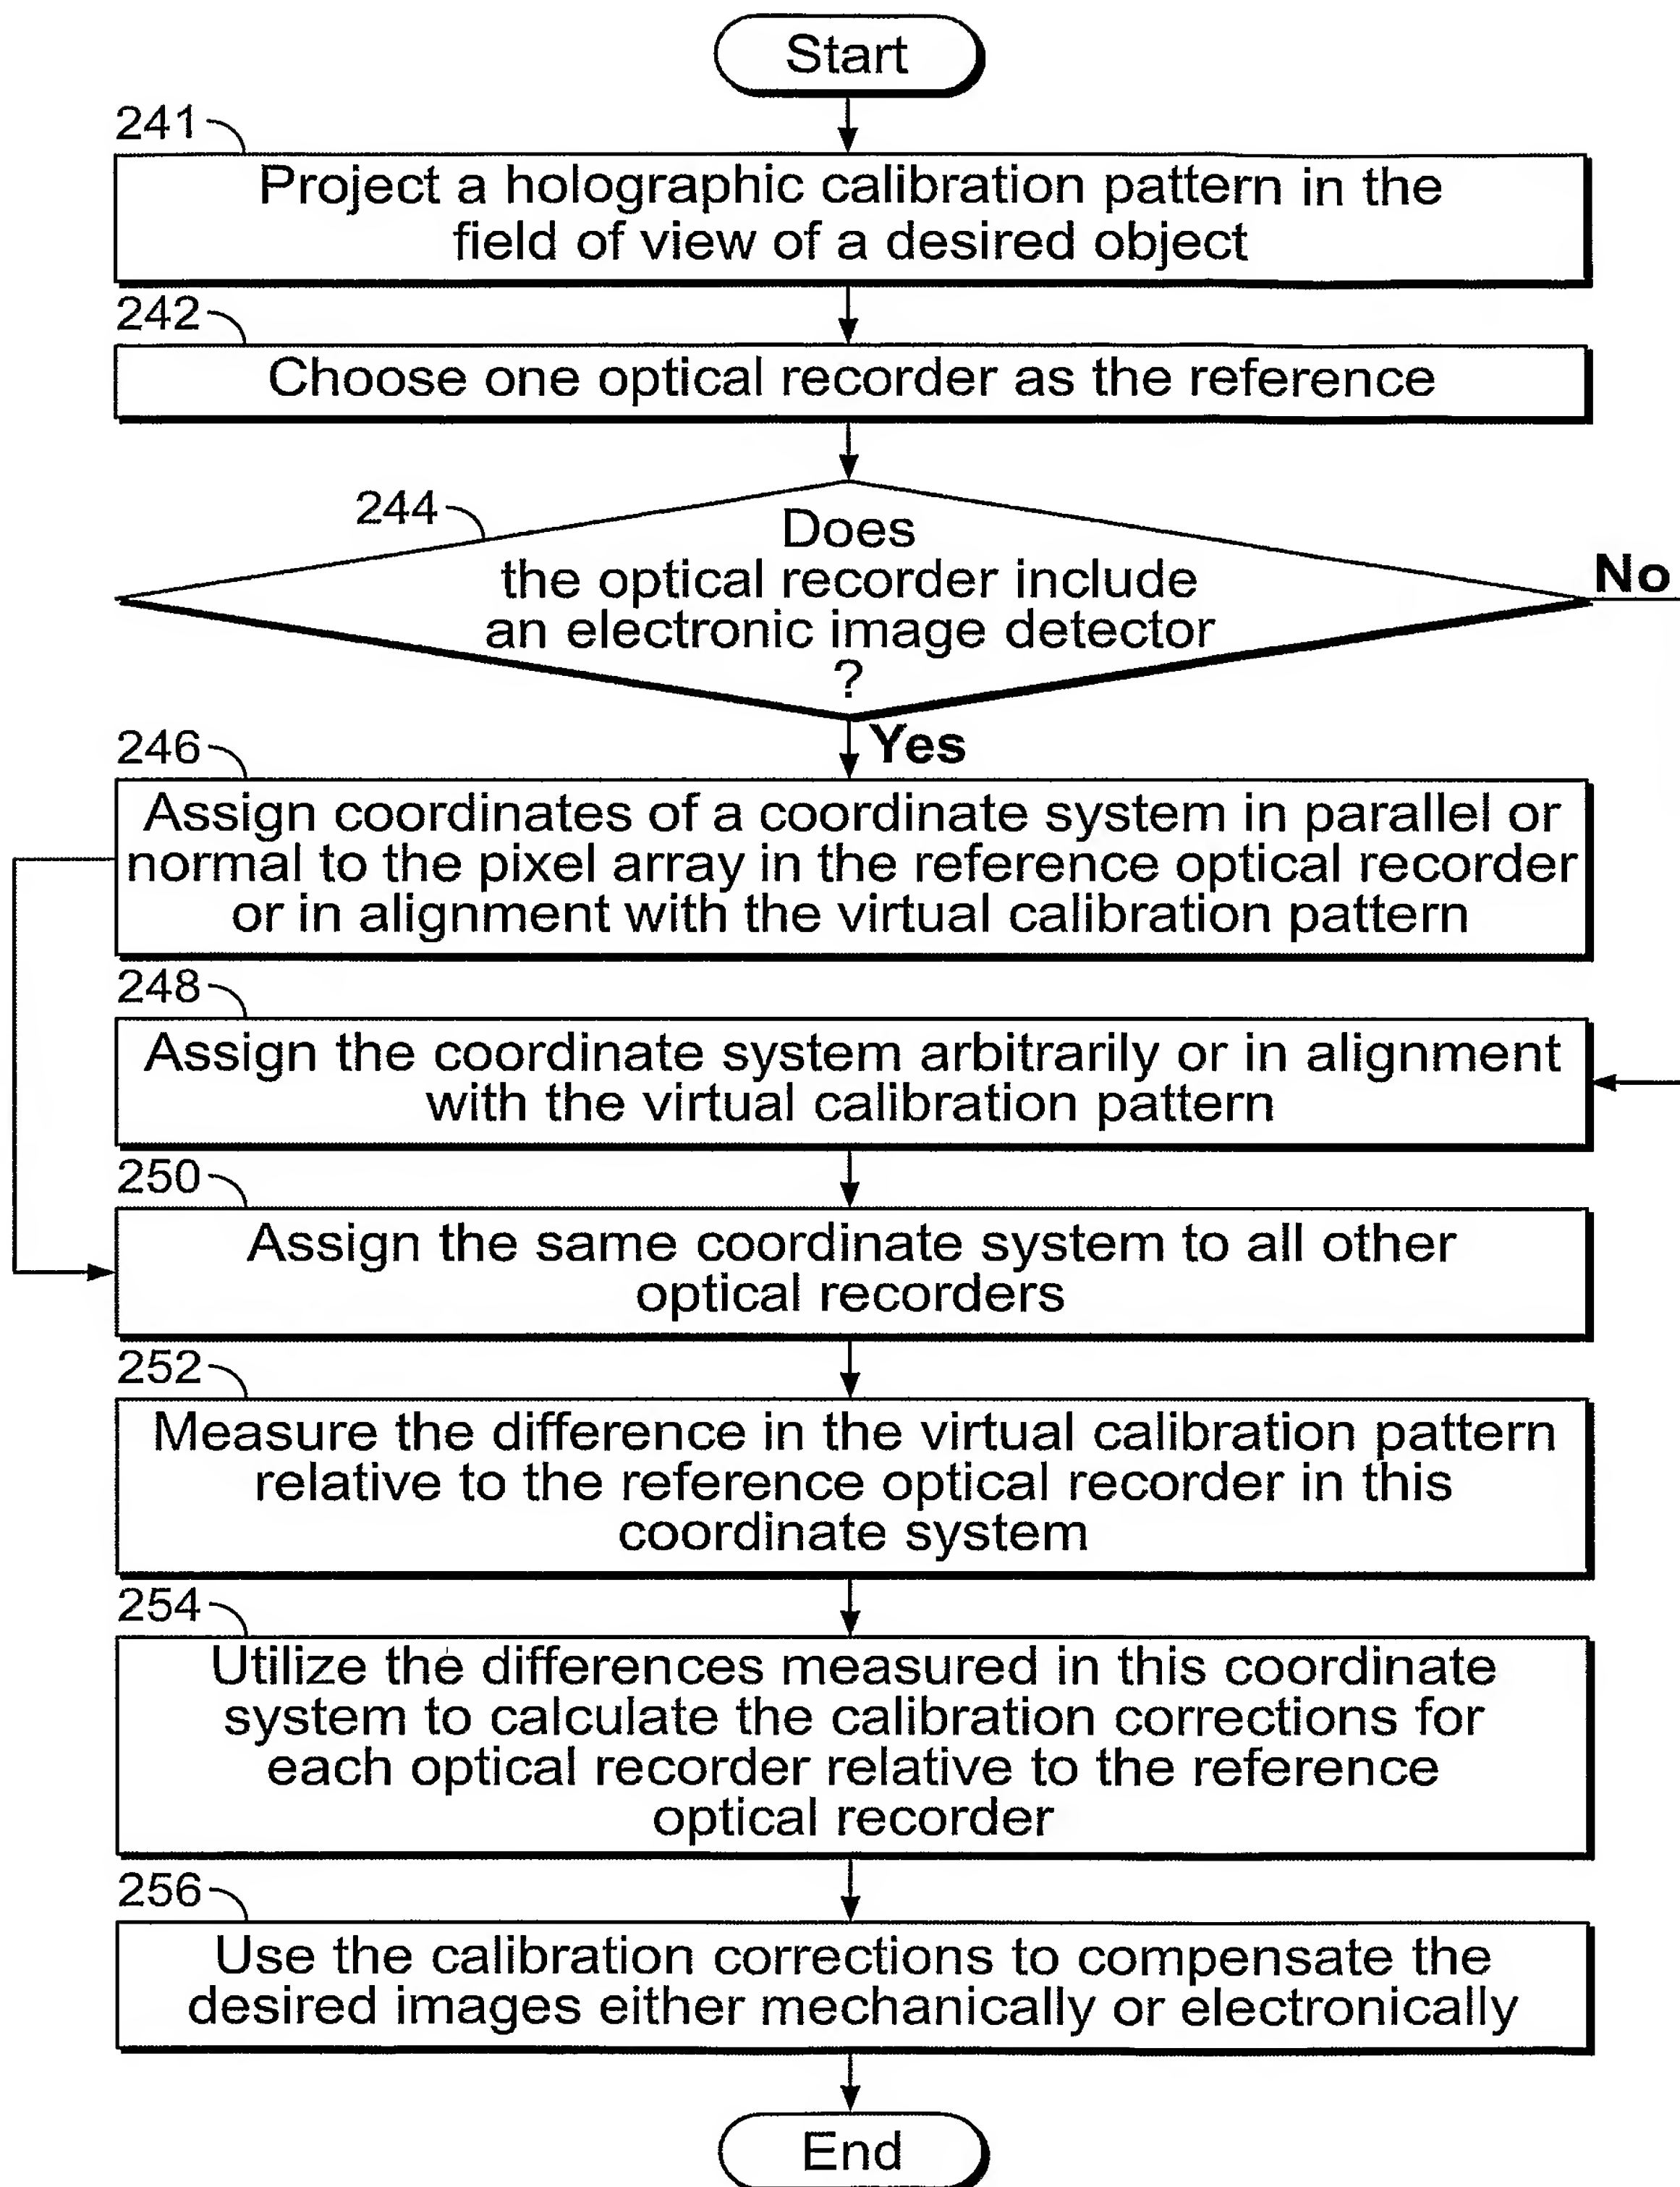 Start
241
Project a holographic calibration pattern in the
field of view of a desired object
242
Choose one optical recorder as the reference
244
Does
the optical recorder include
an electronic image detector
?
No
Yes
246
Assign coordinates of a coordinate system in parallel or
normal to the pixel array in the reference optical recorder
or in alignment with the virtual calibration pattern
248
Assign the coordinate system arbitrarily or in alignment
with the virtual calibration pattern
250
Assign the same coordinate system to all other
optical recorders
252
Measure the difference in the virtual calibration pattern
relative to the reference optical recorder in this
coordinate system
254
Utilize the differences measured in this coordinate
system to calculate the calibration corrections for
each optical recorder relative to the reference
optical recorder
256
Use the calibration corrections to compensate the
desired images either mechanically or electronically
End